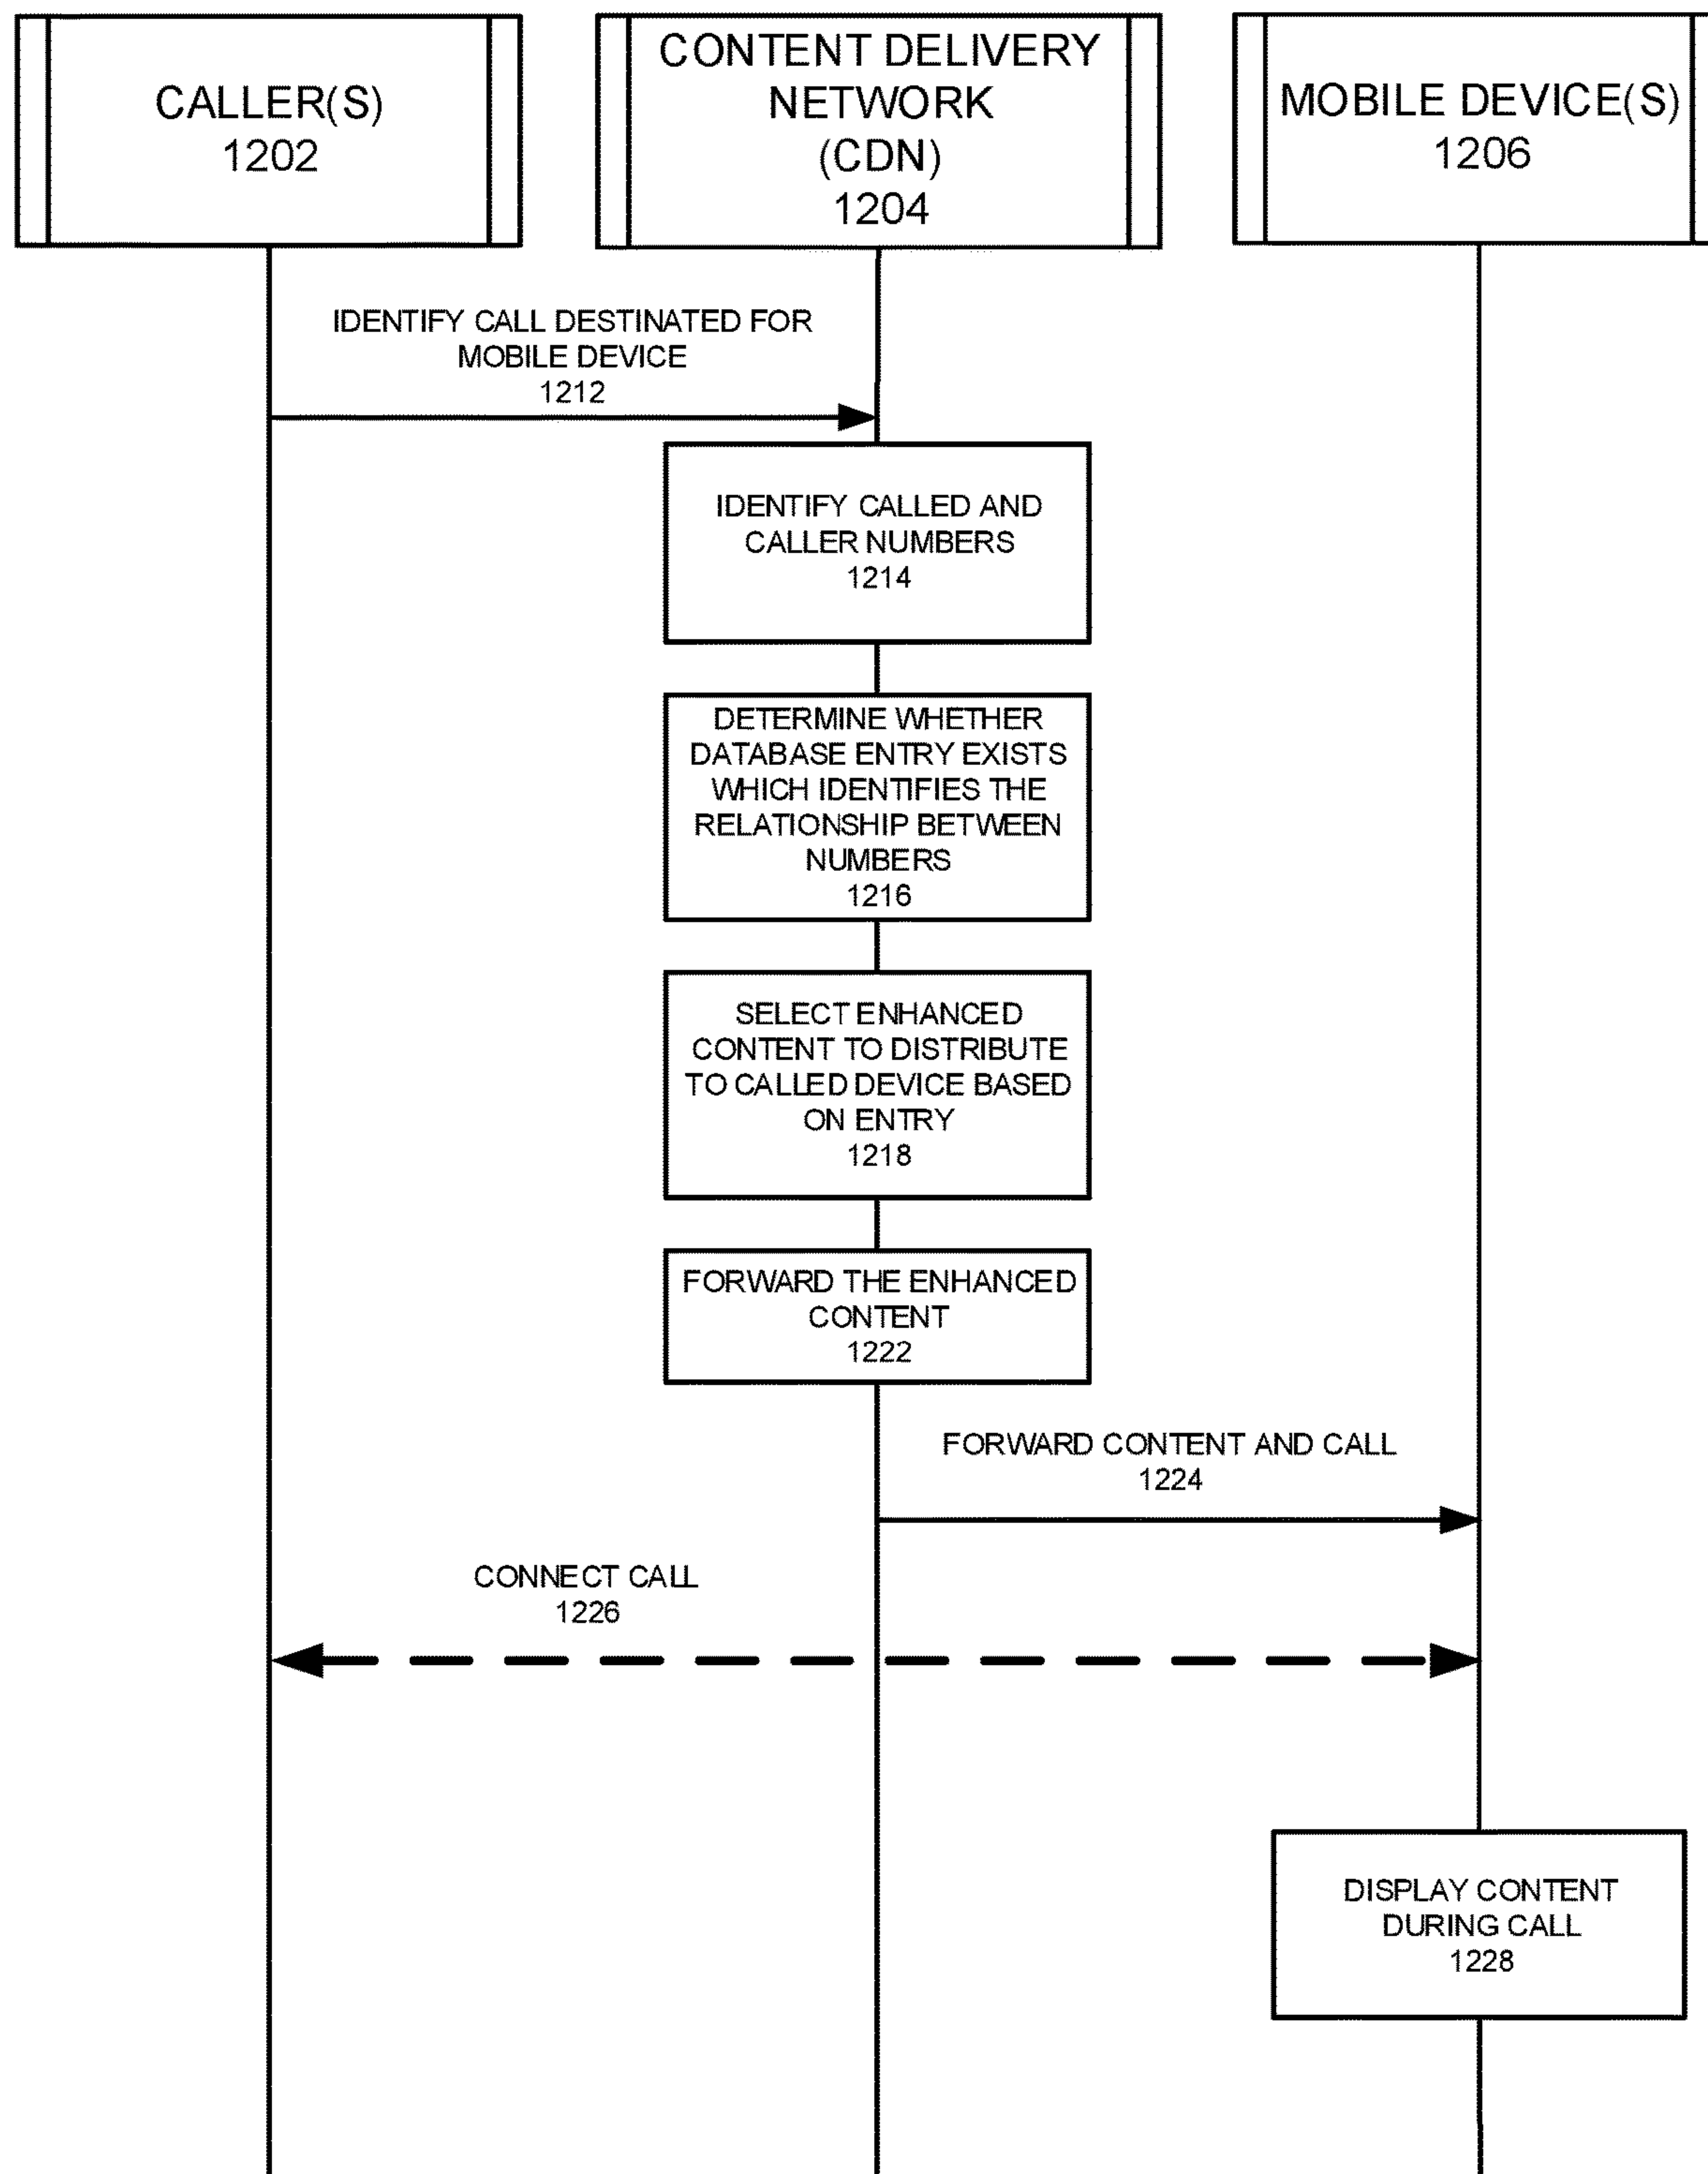 CALLER(S)
1202
CONTENT DELIVERY
NETWORK
(CDN)
1204
MOBILE DEVICE(S)
1206
IDENTIFY CALL DESTINATED FOR
MOBILE DEVICE
1212
IDENTIFY CALLED AND
CALLER NUMBERS
1214
DETERMINE WHETHER
DATABASE ENTRY EXISTS
WHICH IDENTIFIES THE
RELATIONSHIP BETWEEN
NUMBERS
1216
SELECT ENHANCED
CONTENT TO DISTRIBUTE
TO CALLED DEVICE BASED
ON ENTRY
1218
FORWARD THE ENHANCED
CONTENT
1222
FORWARD CONTENT AND CALL
1224
CONNECT CALL
1226
DISPLAY CONTENT
DURING CALL
1228